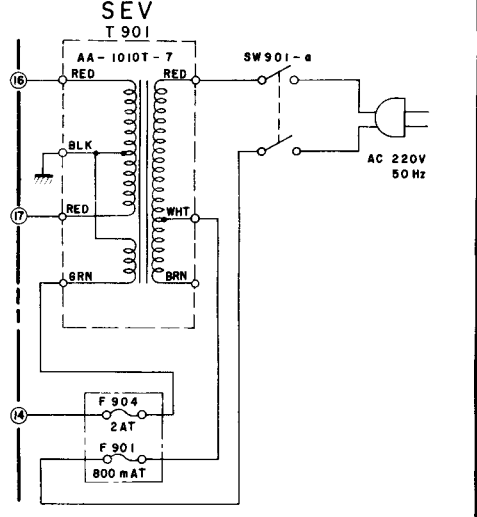 SEV
T 901
AA-1010T-7
16
RED
RED
SW901-a
BLK
AC 220V
50 Hz
17
RED
WHT
GRN
BRN
F 904
14
2AT
F 901
800 mAT